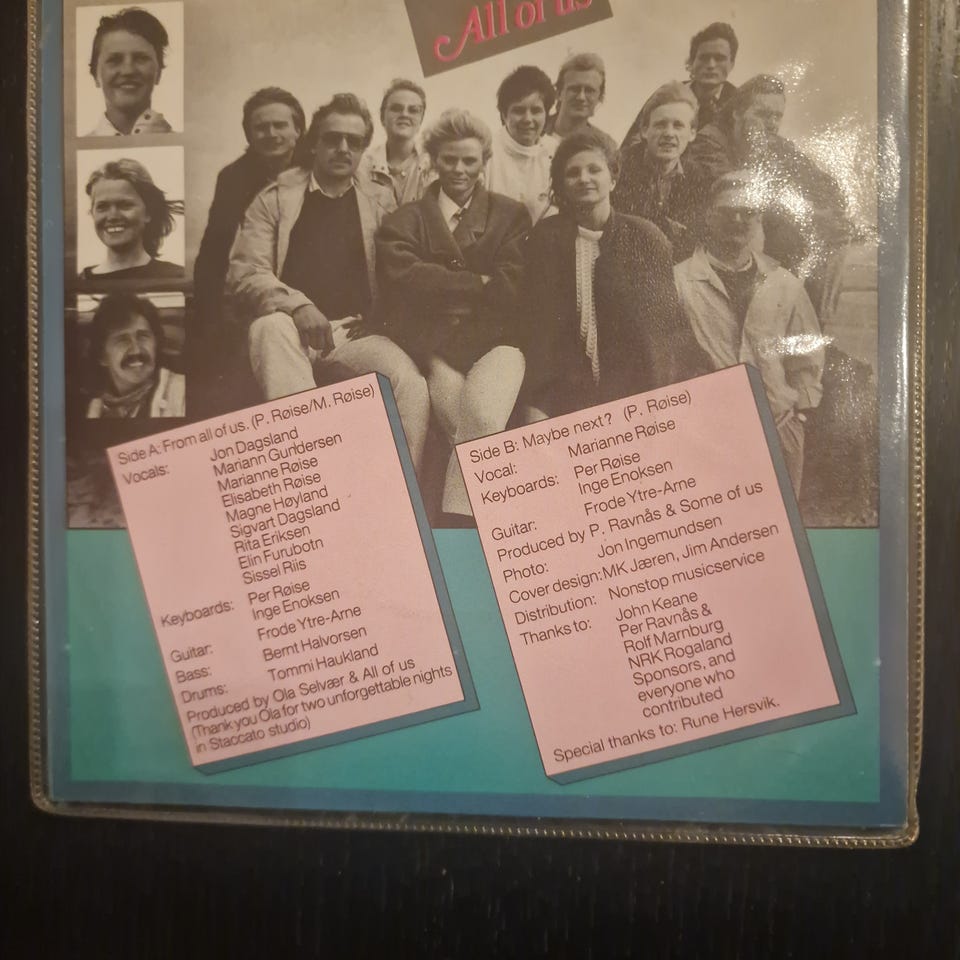 All of us
Side A: From all of us. (P. Røise/M. Røise)
Vocals: Jon Dagsland
Mariann Gundersen
Marianne Røise
Elisabeth Røise
Magne Høyland
Sigvart Dagsland
Rita Eriksen
Elin Furubotn
Sissel Riis
Keyboards: Per Røise
Inge Enoksen
Guitar: Frode Ytre-Arne
Bass: Bernt Halvorsen
Drums: Tommi Haukland
Produced by Ola Selvær & All of us
(Thank you Ola for two unforgettable nights
in Staccato studio)
Side B: Maybe next? (P. Røise)
Vocal: Marianne Røise
Keyboards: Per Røise
Inge Enoksen
Guitar: Frode Ytre-Arne
Produced by P. Ravnås & Some of us
Photo: Jon Ingemundsen
Cover design: MK Jæren, Jim Andersen
Distribution: Nonstop musicservice
Thanks to: John Keane
Per Ravnås &
Rolf Marnburg
NRK Rogaland
Sponsors, and
everyone who
contributed
Special thanks to: Rune Hersvik.